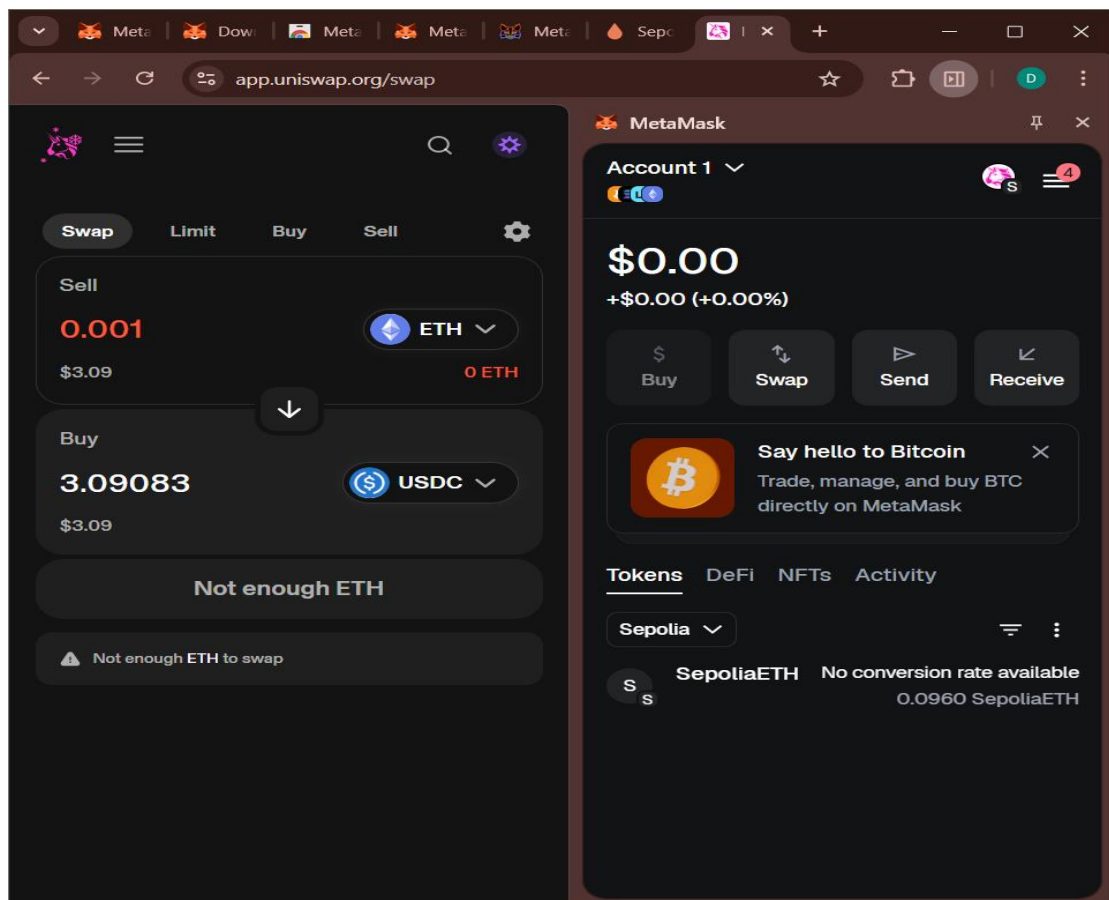 Meta
Dow
Meta
Meta
Meta
Sepo
app.uniswap.org/swap
D
Swap Limit Buy Sell
Sell
0.001
ETH
$3.09
0 ETH
Buy
3.09083
USDC
$3.09
Not enough ETH
Not enough ETH to swap
MetaMask
Account 1
S
4
$0.00
+$0.00 (+0.00%)
Buy Swap Send Receive
Say hello to Bitcoin
Trade, manage, and buy BTC
directly on MetaMask
Tokens DeFi NFTs Activity
Sepolia
S
S
SepoliaETH No conversion rate available
0.0960 SepoliaETH